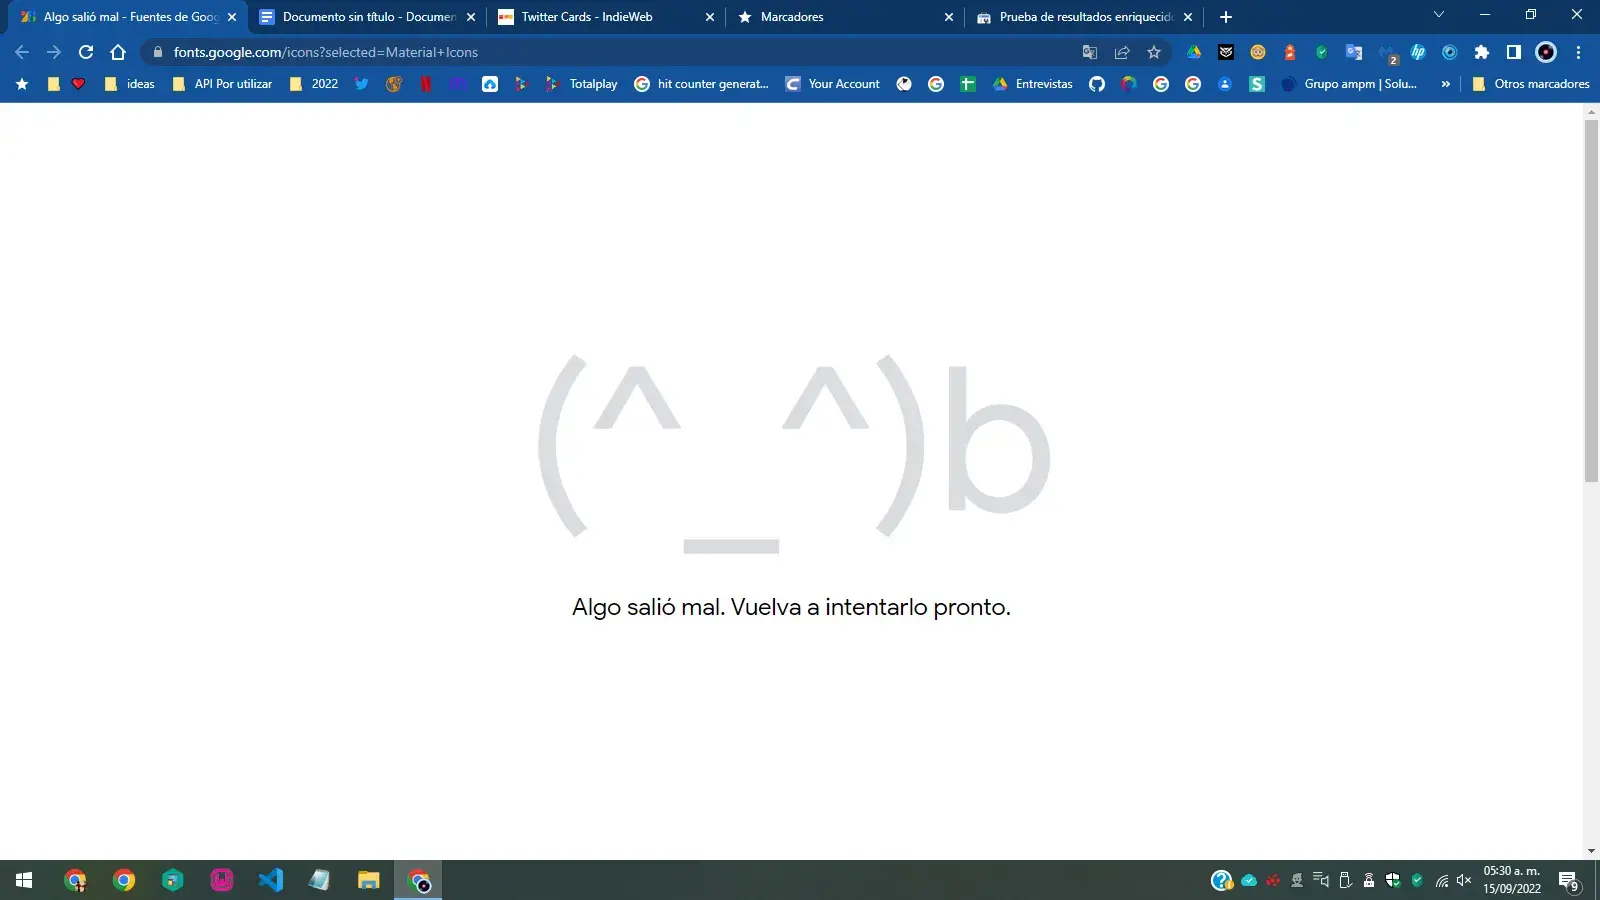 Algo salió mal - Fuentes de Goog
Documento sin título - Documen
Twitter Cards - IndieWeb
Marcadores
Prueba de resultados enriquecid
fonts.google.com/icons?selected=Material+Icons
2
ideas
API Por utilizar
2022
Totalplay
hit counter generat...
Your Account
Entrevistas
Grupo ampm | Solu...
»
Otros marcadores
(^_^)b
Algo salió mal. Vuelva a intentarlo pronto.
05:30 a. m.
15/09/2022
9